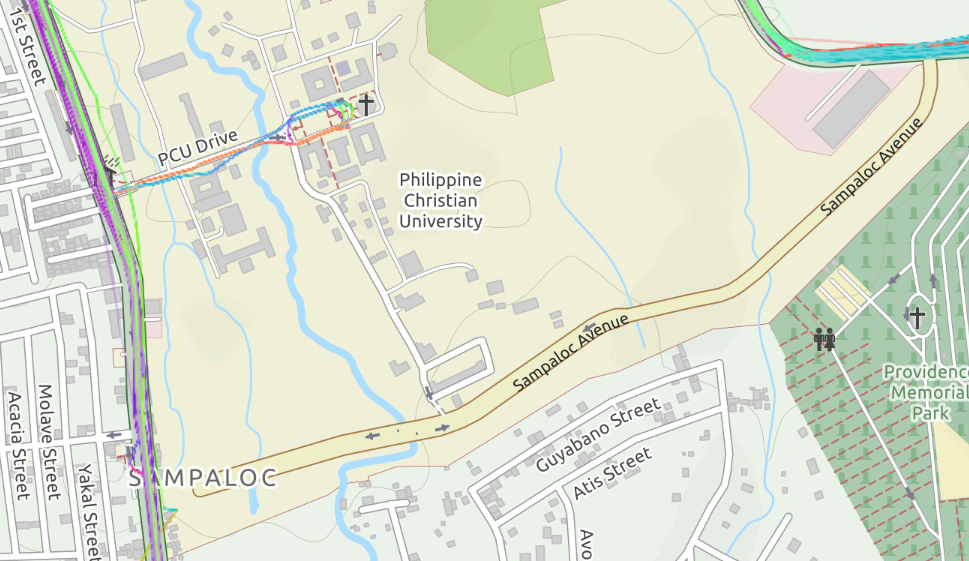 1st Street
PCU Drive
Philippine
Christian
University
Sampaloc Avenue
Sampaloc Avenue
Providence
Memorial
Park
Guyabano Street
Atis Street
Acacia Street
Molave Street
Yakal Street
SAMPALOC
Avo